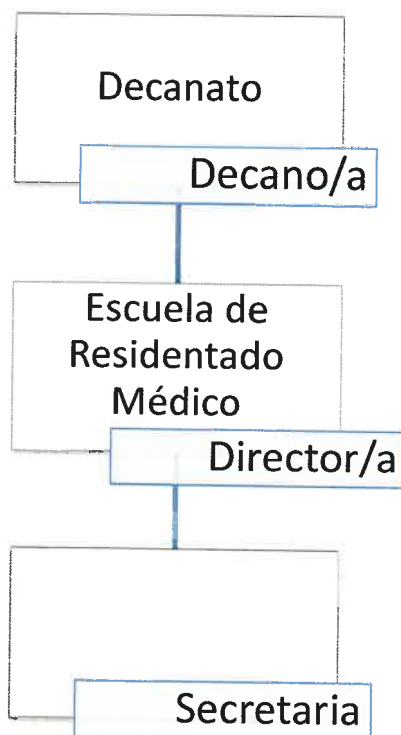 Decanato
Decano/a
Escuela de
Residentado
Médico
Director/a
Secretaria